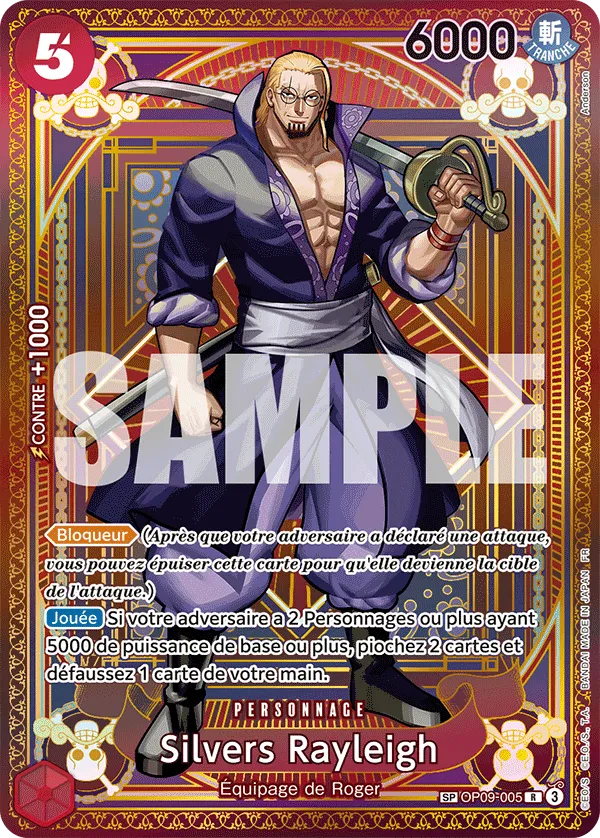 5
6000
斬
TRANCHE
Anderson
CONTRE +1000
SAMPLE
Bloqueur (Après que votre adversaire a déclaré une attaque,
vous pouvez épuiser cette carte pour qu'elle devienne la cible
de l'attaque.)
Jouée Si votre adversaire a 2 Personnages ou plus ayant
5000 de puissance de base ou plus, piochez 2 cartes et
défaussez 1 carte de votre main.
PERSONNAGE
Silvers Rayleigh
Équipage de Roger
SP OP09-005 R 3
©EO/S ©E.O./S., T.A. BANDAI MADE IN JAPAN FR